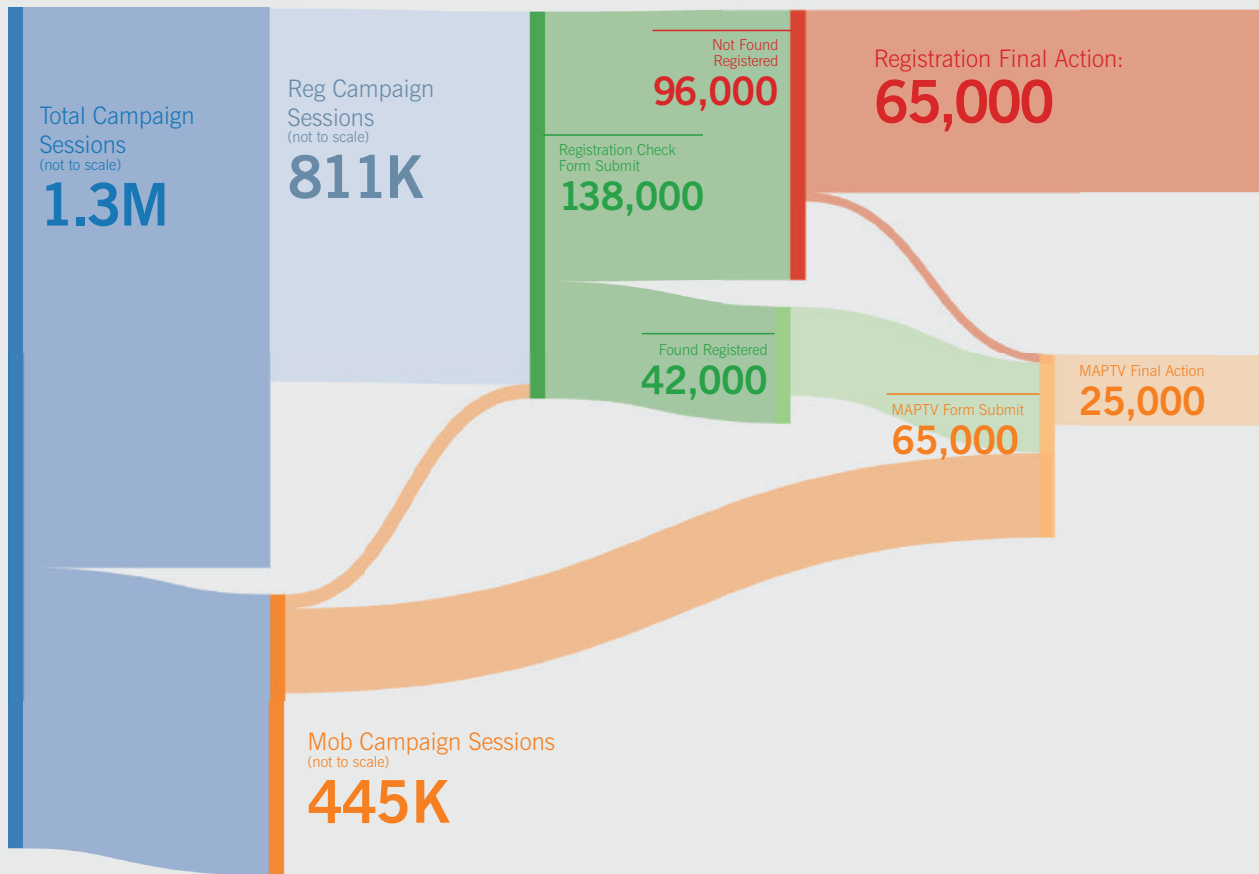 Total Campaign
Sessions
(not to scale)
1.3M
Reg Campaign
Sessions
(not to scale)
811K
Not Found
Registered
96,000
Registration Check
Form Submit
138,000
Registration Final Action:
65,000
Found Registered
42,000
MAPTV Form Submit
65,000
MAPTV Final Action
25,000
Mob Campaign Sessions
(not to scale)
445K